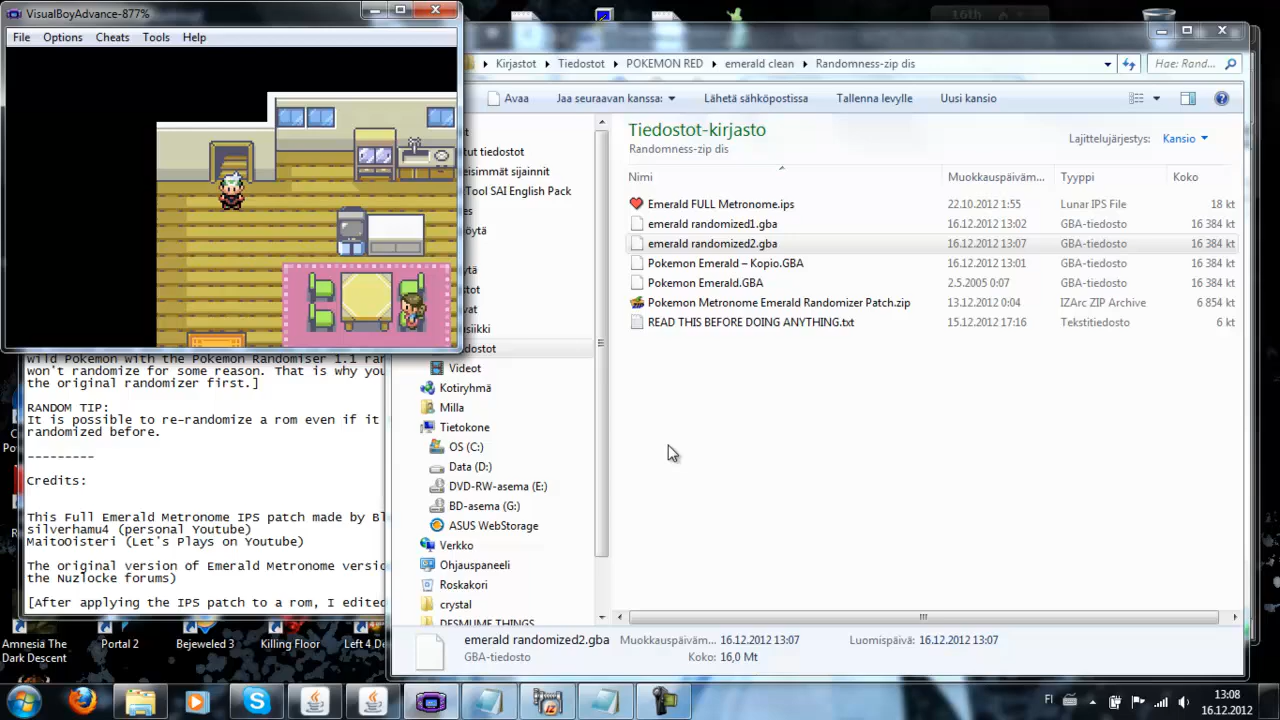 VisualBoyAdvance-877%
File Options Cheats Tools Help
16th
Kirjastot Tiedostot POKEMON RED emerald clean Randomness-zip dis
Hae: Rand...
Avaa Jaa seuraavan kanssa: Lähetä sähköpostissa Tallenna levylle Uusi kansio
Tiedostot-kirjasto
Randomness-zip dis
Lajittelujärjestys: Kansio
Nimi Muokkauspäiväm... Tyyppi Koko
Emerald FULL Metronome.ips 22.10.2012 1:55 Lunar IPS File 18 kt
emerald randomized1.gba 16.12.2012 13:02 GBA-tiedosto 16 384 kt
emerald randomized2.gba 16.12.2012 13:07 GBA-tiedosto 16 384 kt
Pokemon Emerald – Kopio.GBA 16.12.2012 13:01 GBA-tiedosto 16 384 kt
Pokemon Emerald.GBA 2.5.2005 0:07 GBA-tiedosto 16 384 kt
Pokemon Metronome Emerald Randomizer Patch.zip 13.12.2012 0:04 IZArc ZIP Archive 6 854 kt
READ THIS BEFORE DOING ANYTHING.txt 15.12.2012 17:16 Tekstitiedosto 6 kt
t
tut tiedostot
eisimmät sijainnit
Tool SAI English Pack
es
öytä
ytä
st
vat
siikki
dostot
Videot
Kotiryhmä
Milla
Tietokone
OS (C:)
Data (D:)
DVD-RW-asema (E:)
BD-asema (G:)
ASUS WebStorage
Verkko
Ohjauspaneeli
Roskakori
crystal
DESMUME THINGS
wild Pokemon with the Pokemon Randomiser 1.1 ran
won't randomize for some reason. That is why you
the original randomizer first.]
RANDOM TIP:
It is possible to re-randomize a rom even if it
randomized before.
---------
Credits:
This Full Emerald Metronome IPS patch made by Bl
silverhamu4 (personal Youtube)
MaitoOisteri (Let's Plays on Youtube)
The original version of Emerald Metronome versio
the Nuzlocke forums)
[After applying the IPS patch to a rom, I edited
emerald randomized2.gba Muokkauspäiväm... 16.12.2012 13:07 Luomispäivä: 16.12.2012 13:07
GBA-tiedosto Koko: 16,0 Mt
Amnesia The
Dark Descent
Portal 2
Bejeweled 3
Killing Floor
Left 4 De
FI
13:08
16.12.2012